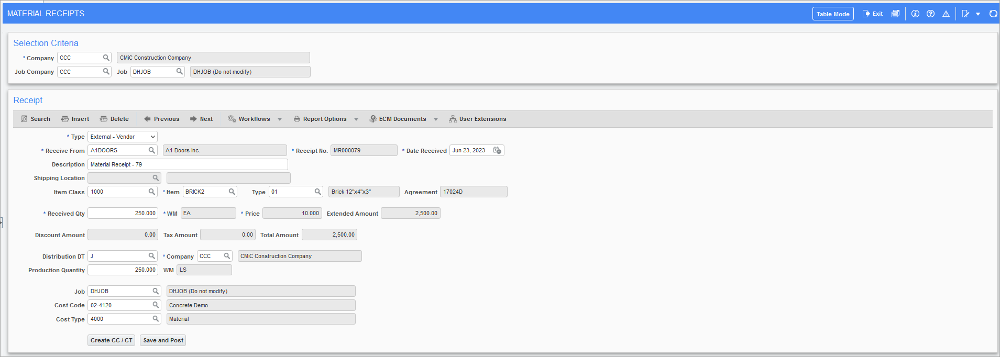 MATERIAL RECEIPTS Table Mode Exit
Selection Criteria
* Company CCC CMiC Construction Company
Job Company CCC Job DHJOB DHJOB (Do not modify)
Receipt
Search Insert Delete Previous Next Workflows Report Options ECM Documents User Extensions
* Type External - Vendor
* Receive From A1DOORS A1 Doors Inc. * Receipt No. MR000079 * Date Received Jun 23, 2023
Description Material Receipt - 79
Shipping Location
Item Class 1000 * Item BRICK2 Type 01 Brick 12"x4"x3" Agreement 17024D
* Received Qty 250.000 * WM EA * Price 10.000 Extended Amount 2,500.00
Discount Amount 0.00 Tax Amount 0.00 Total Amount 2,500.00
Distribution DT J * Company CCC CMiC Construction Company
Production Quantity 250.000 WM LS
Job DHJOB DHJOB (Do not modify)
Cost Code 02-4120 Concrete Demo
Cost Type 4000 Material
Create CC / CT Save and Post